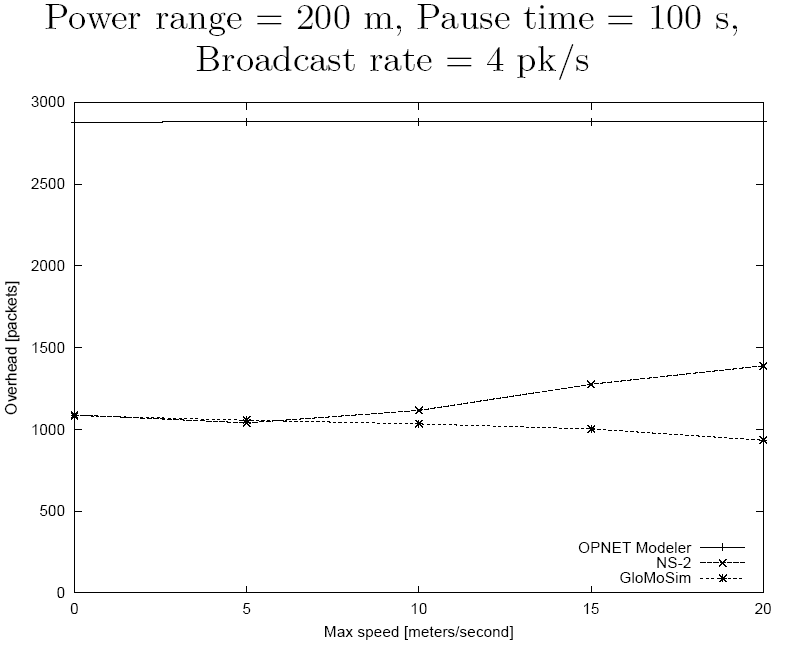 Power range = 200 m, Pause time = 100 s,
Broadcast rate = 4 pk/s
3000
2500
2000
1500
1000
500
0
Overhead [packets]
OPNET Modeler
NS-2
GloMoSim
0 5 10 15 20
Max speed [meters/second]